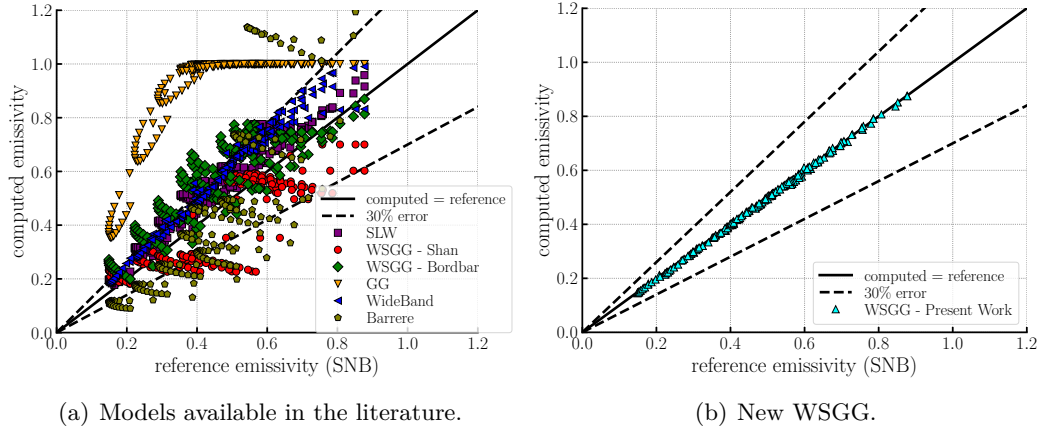 1.2
1.0
0.8
0.6
0.4
0.2
0.0
computed emissivity
0.0 0.2 0.4 0.6 0.8 1.0 1.2
reference emissivity (SNB)
computed = reference
30% error
SLW
WSGG - Shan
WSGG - Bordbar
GG
WideBand
Barrere
(a) Models available in the literature.
1.2
1.0
0.8
0.6
0.4
0.2
0.0
computed emissivity
0.0 0.2 0.4 0.6 0.8 1.0 1.2
reference emissivity (SNB)
computed = reference
30% error
WSGG - Present Work
(b) New WSGG.